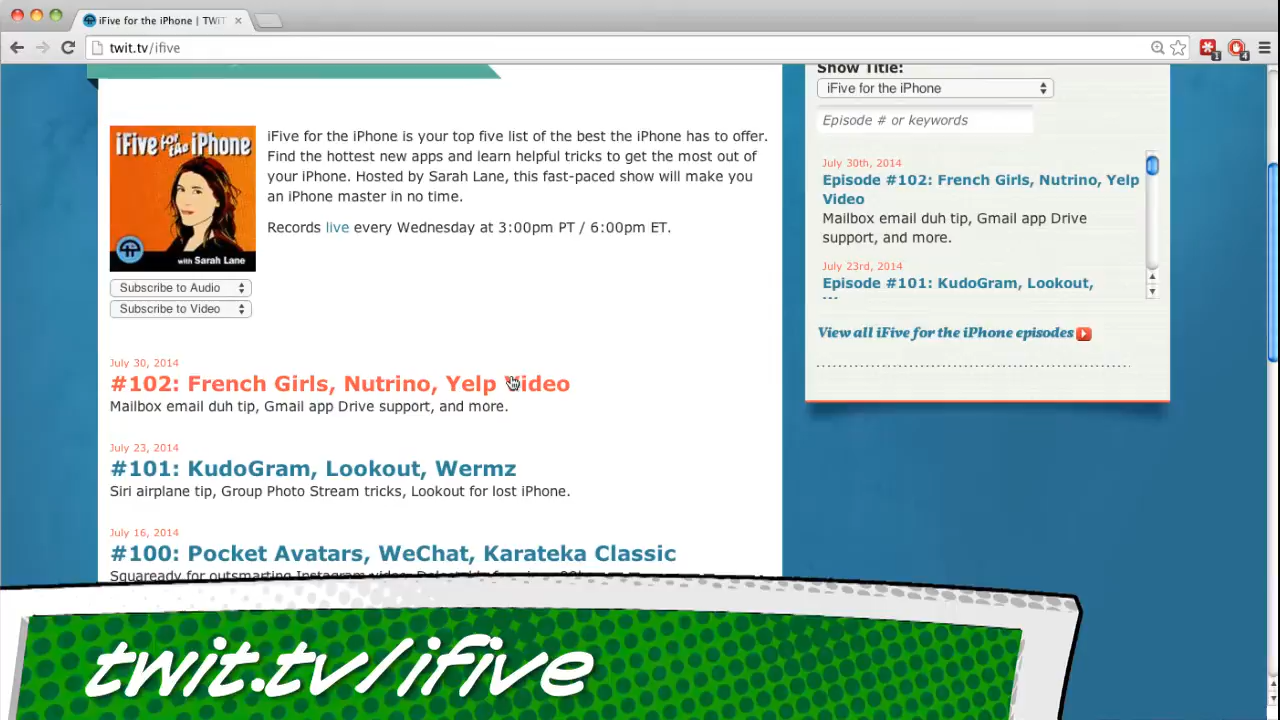 iFive for the iPhone | TWiT
twit.tv/ifive
iFive for the iPhone
with Sarah Lane
iFive for the iPhone is your top five list of the best the iPhone has to offer.
Find the hottest new apps and learn helpful tricks to get the most out of
your iPhone. Hosted by Sarah Lane, this fast-paced show will make you
an iPhone master in no time.
Records live every Wednesday at 3:00pm PT / 6:00pm ET.
Subscribe to Audio
Subscribe to Video
July 30, 2014
#102: French Girls, Nutrino, Yelp Video
Mailbox email duh tip, Gmail app Drive support, and more.
July 23, 2014
#101: KudoGram, Lookout, Wermz
Siri airplane tip, Group Photo Stream tricks, Lookout for lost iPhone.
July 16, 2014
#100: Pocket Avatars, WeChat, Karateka Classic
Squaready for outsmarting Instagram video,
Show Title:
iFive for the iPhone
Episode # or keywords
July 30th, 2014
Episode #102: French Girls, Nutrino, Yelp
Video
Mailbox email duh tip, Gmail app Drive
support, and more.
July 23rd, 2014
Episode #101: KudoGram, Lookout,
View all iFive for the iPhone episodes
1
4
twit.tv/ifive